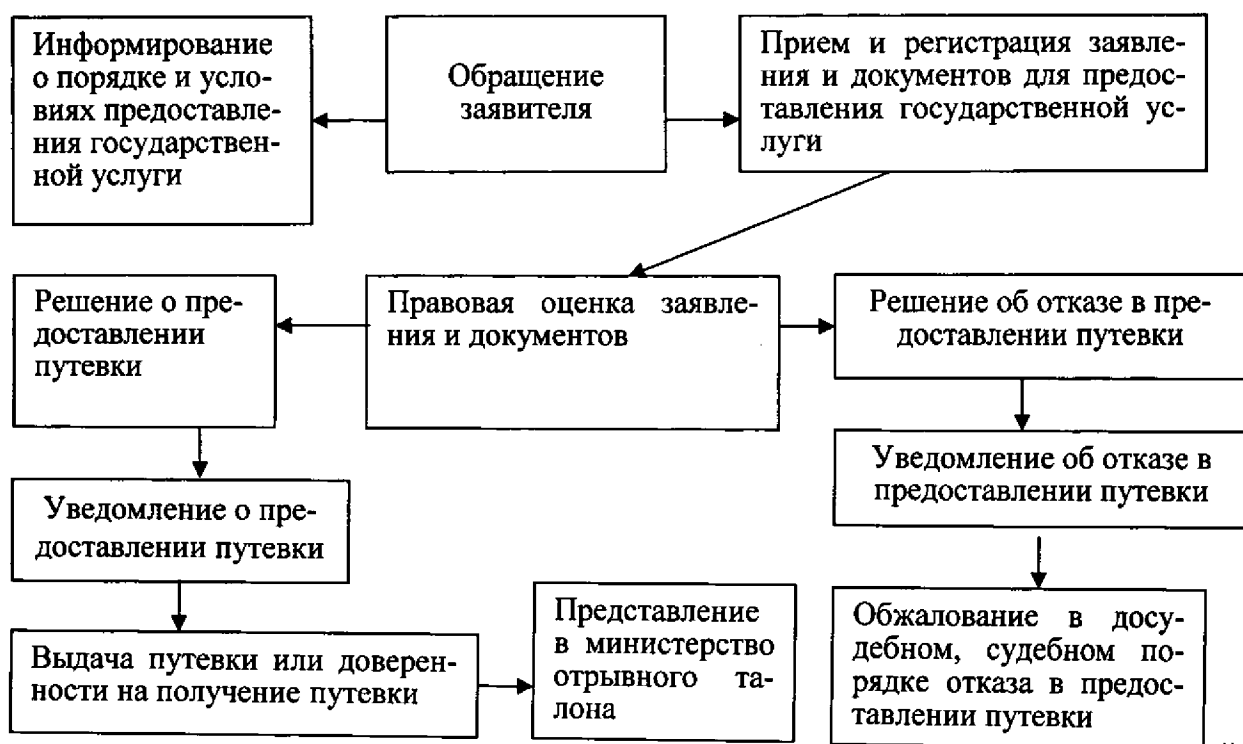 Информирование
о порядке и усло-
виях предоставле-
ния государствен-
ной услуги
Обращение
заявителя
Прием и регистрация заявле-
ния и документов для предос-
тавления государственной ус-
луги
Решение о пре-
доставлении
путевки
Правовая оценка заявле-
ния и документов
Решение об отказе в пре-
доставлении путевки
Уведомление о пре-
доставлении путевки
Уведомление об отказе в
предоставлении путевки
Выдача путевки или доверен-
ности на получение путевки
Представление
в министерство
отрывного та-
лона
Обжалование в досу-
дебном, судебном по-
рядке отказа в предос-
тавлении путевки